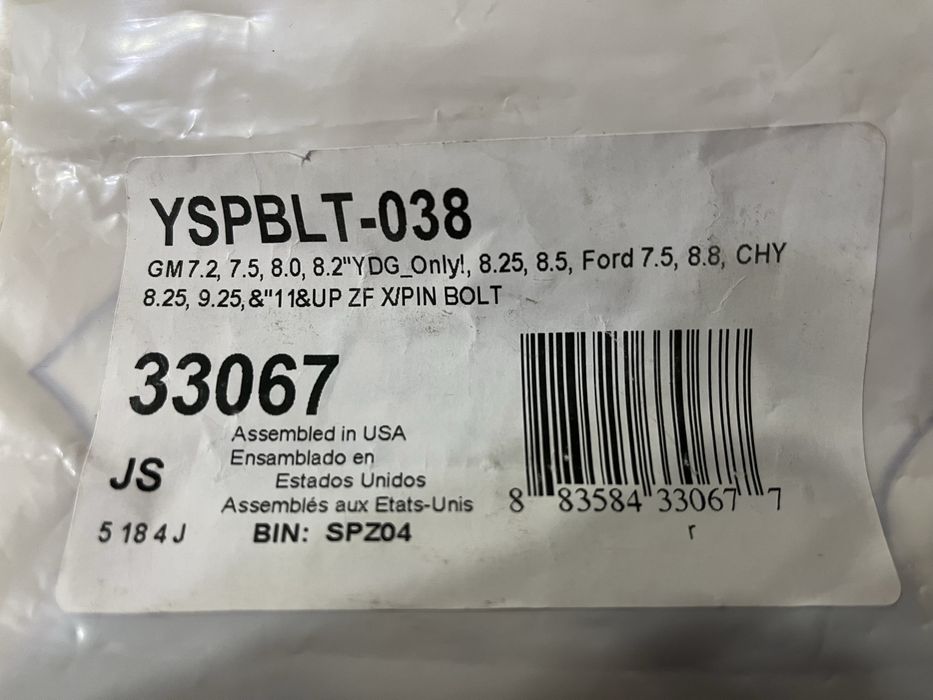 YSPBLT-038
GM 7.2, 7.5, 8.0, 8.2"YDG_Only!, 8.25, 8.5, Ford 7.5, 8.8, CHY
8.25, 9.25,&"11&UP ZF X/PIN BOLT
33067
Assembled in USA
JS
Ensamblado en
Estados Unidos
Assemblés aux Etats-Unis
5 18 4 J
BIN: SPZ04
8 83584 33067 7
r